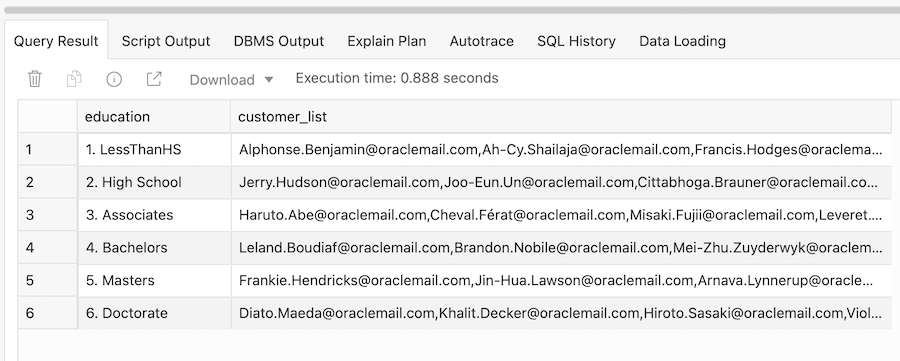 Query Result Script Output DBMS Output Explain Plan Autotrace SQL History Data Loading
Download Execution time: 0.888 seconds
education customer_list
1 1. LessThanHS Alphonse.Benjamin@oraclemail.com,Ah-Cy.Shailaja@oraclemail.com,Francis.Hodges@oraclema...
2 2. High School Jerry.Hudson@oraclemail.com,Joo-Eun.Un@oraclemail.com,Cittabhoga.Brauner@oraclemail.co...
3 3. Associates Haruto.Abe@oraclemail.com,Cheval.Férat@oraclemail.com,Misaki.Fujii@oraclemail.com,Leveret....
4 4. Bachelors Leland.Boudiaf@oraclemail.com,Brandon.Nobile@oraclemail.com,Mei-Zhu.Zuyderwyk@oraclem...
5 5. Masters Frankie.Hendricks@oraclemail.com,Jin-Hua.Lawson@oraclemail.com,Arnava.Lynnerup@oracle...
6 6. Doctorate Diato.Maeda@oraclemail.com,Khalit.Decker@oraclemail.com,Hiroto.Sasaki@oraclemail.com,Viol...